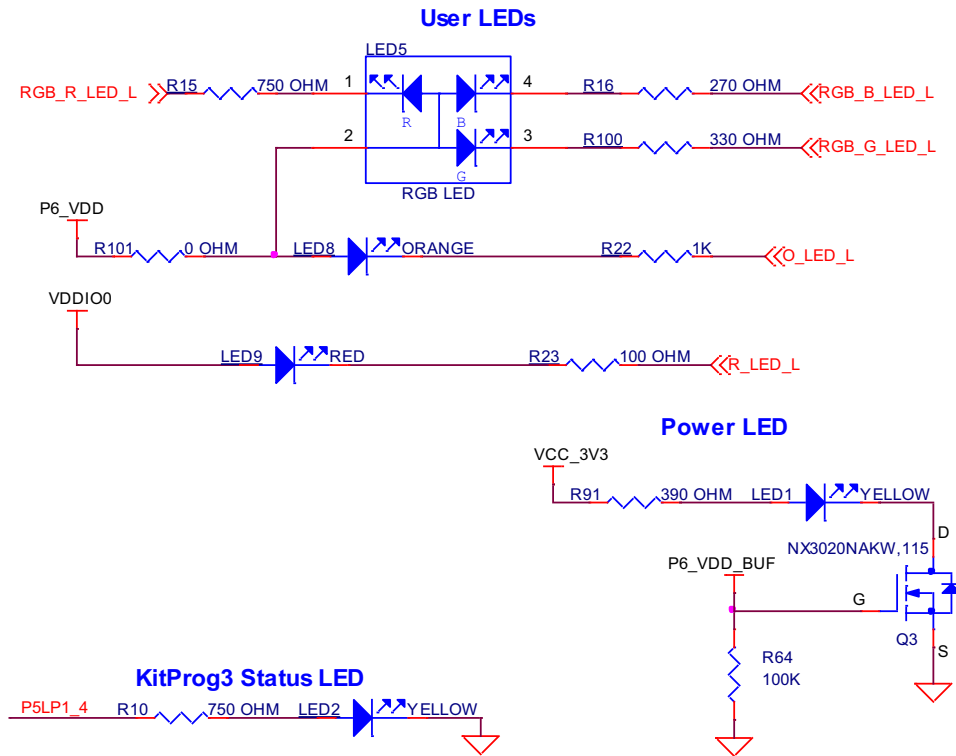 User LEDs
LED5
RGB_R_LED_L R15 750 OHM 1 4 R16 270 OHM RGB_B_LED_L
R B
2 3 R100 330 OHM RGB_G_LED_L
G
RGB LED
P6_VDD
R101 0 OHM LED8 ORANGE R22 1K O_LED_L
VDDIO0
LED9 RED R23 100 OHM R_LED_L
Power LED
VCC_3V3
R91 390 OHM LED1 YELLOW
D
NX3020NAKW,115
P6_VDD_BUF
G
Q3
S
R64
100K
KitProg3 Status LED
P5LP1_4 R10 750 OHM LED2 YELLOW